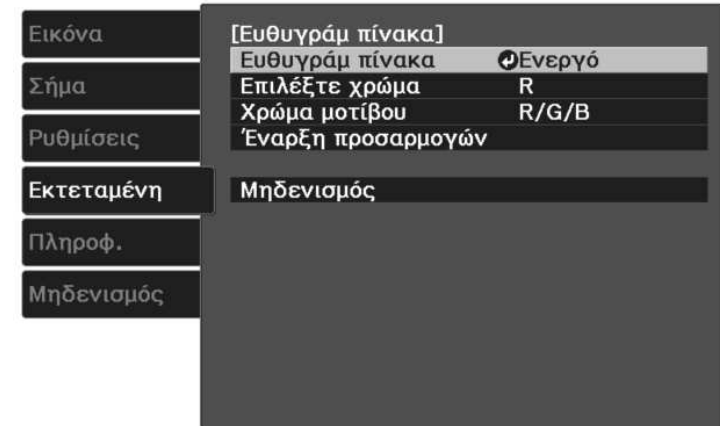 Εικόνα
Σήμα
Ρυθμίσεις
Εκτεταμένη
Πληροφ.
Μηδενισμός
[Ευθυγράμ πίνακα]
Ευθυγράμ πίνακα Ενεργό
Επιλέξτε χρώμα R
Χρώμα μοτίβου R/G/B
Έναρξη προσαρμογών
Μηδενισμός